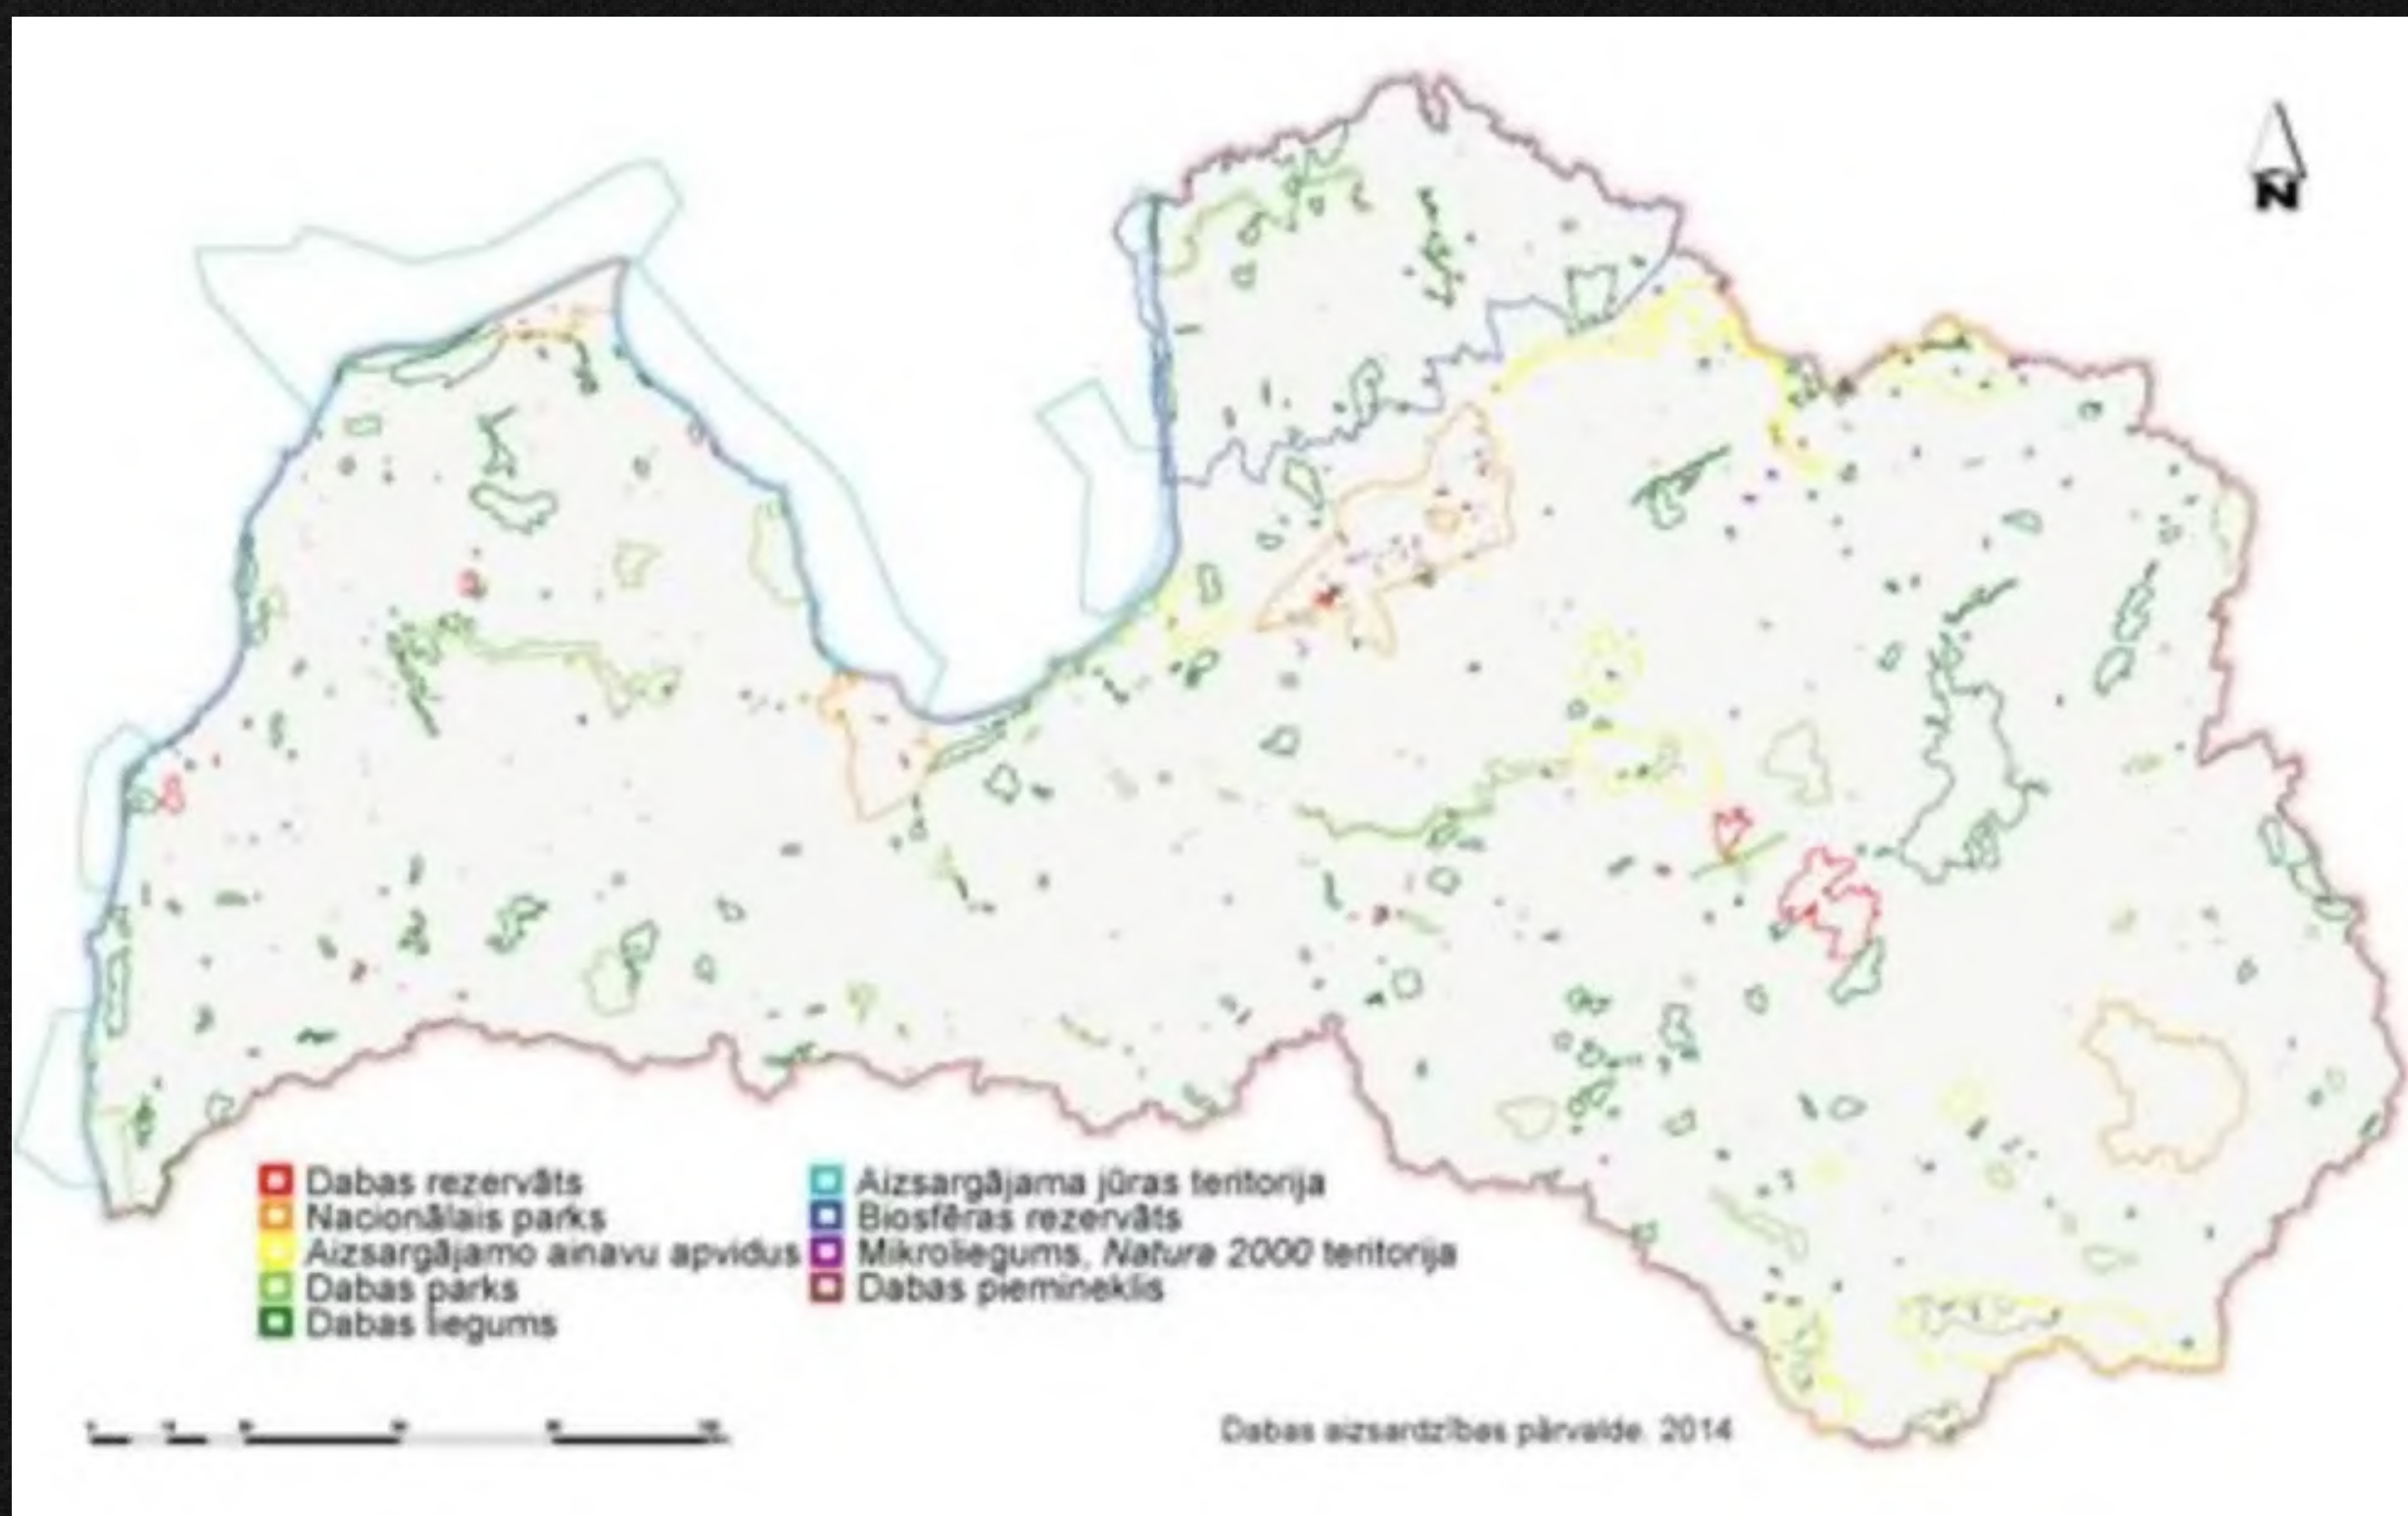 N
Dabas rezervāts
Nacionālais parks
Aizsargājamo ainavu apvidus
Dabas parks
Dabas liegums
Aizsargājama jūras teritorija
Biosfēras rezervāts
Mikroliegums, Natura 2000 teritorija
Dabas piemineklis
Dabas aizsardzības pārvalde. 2014